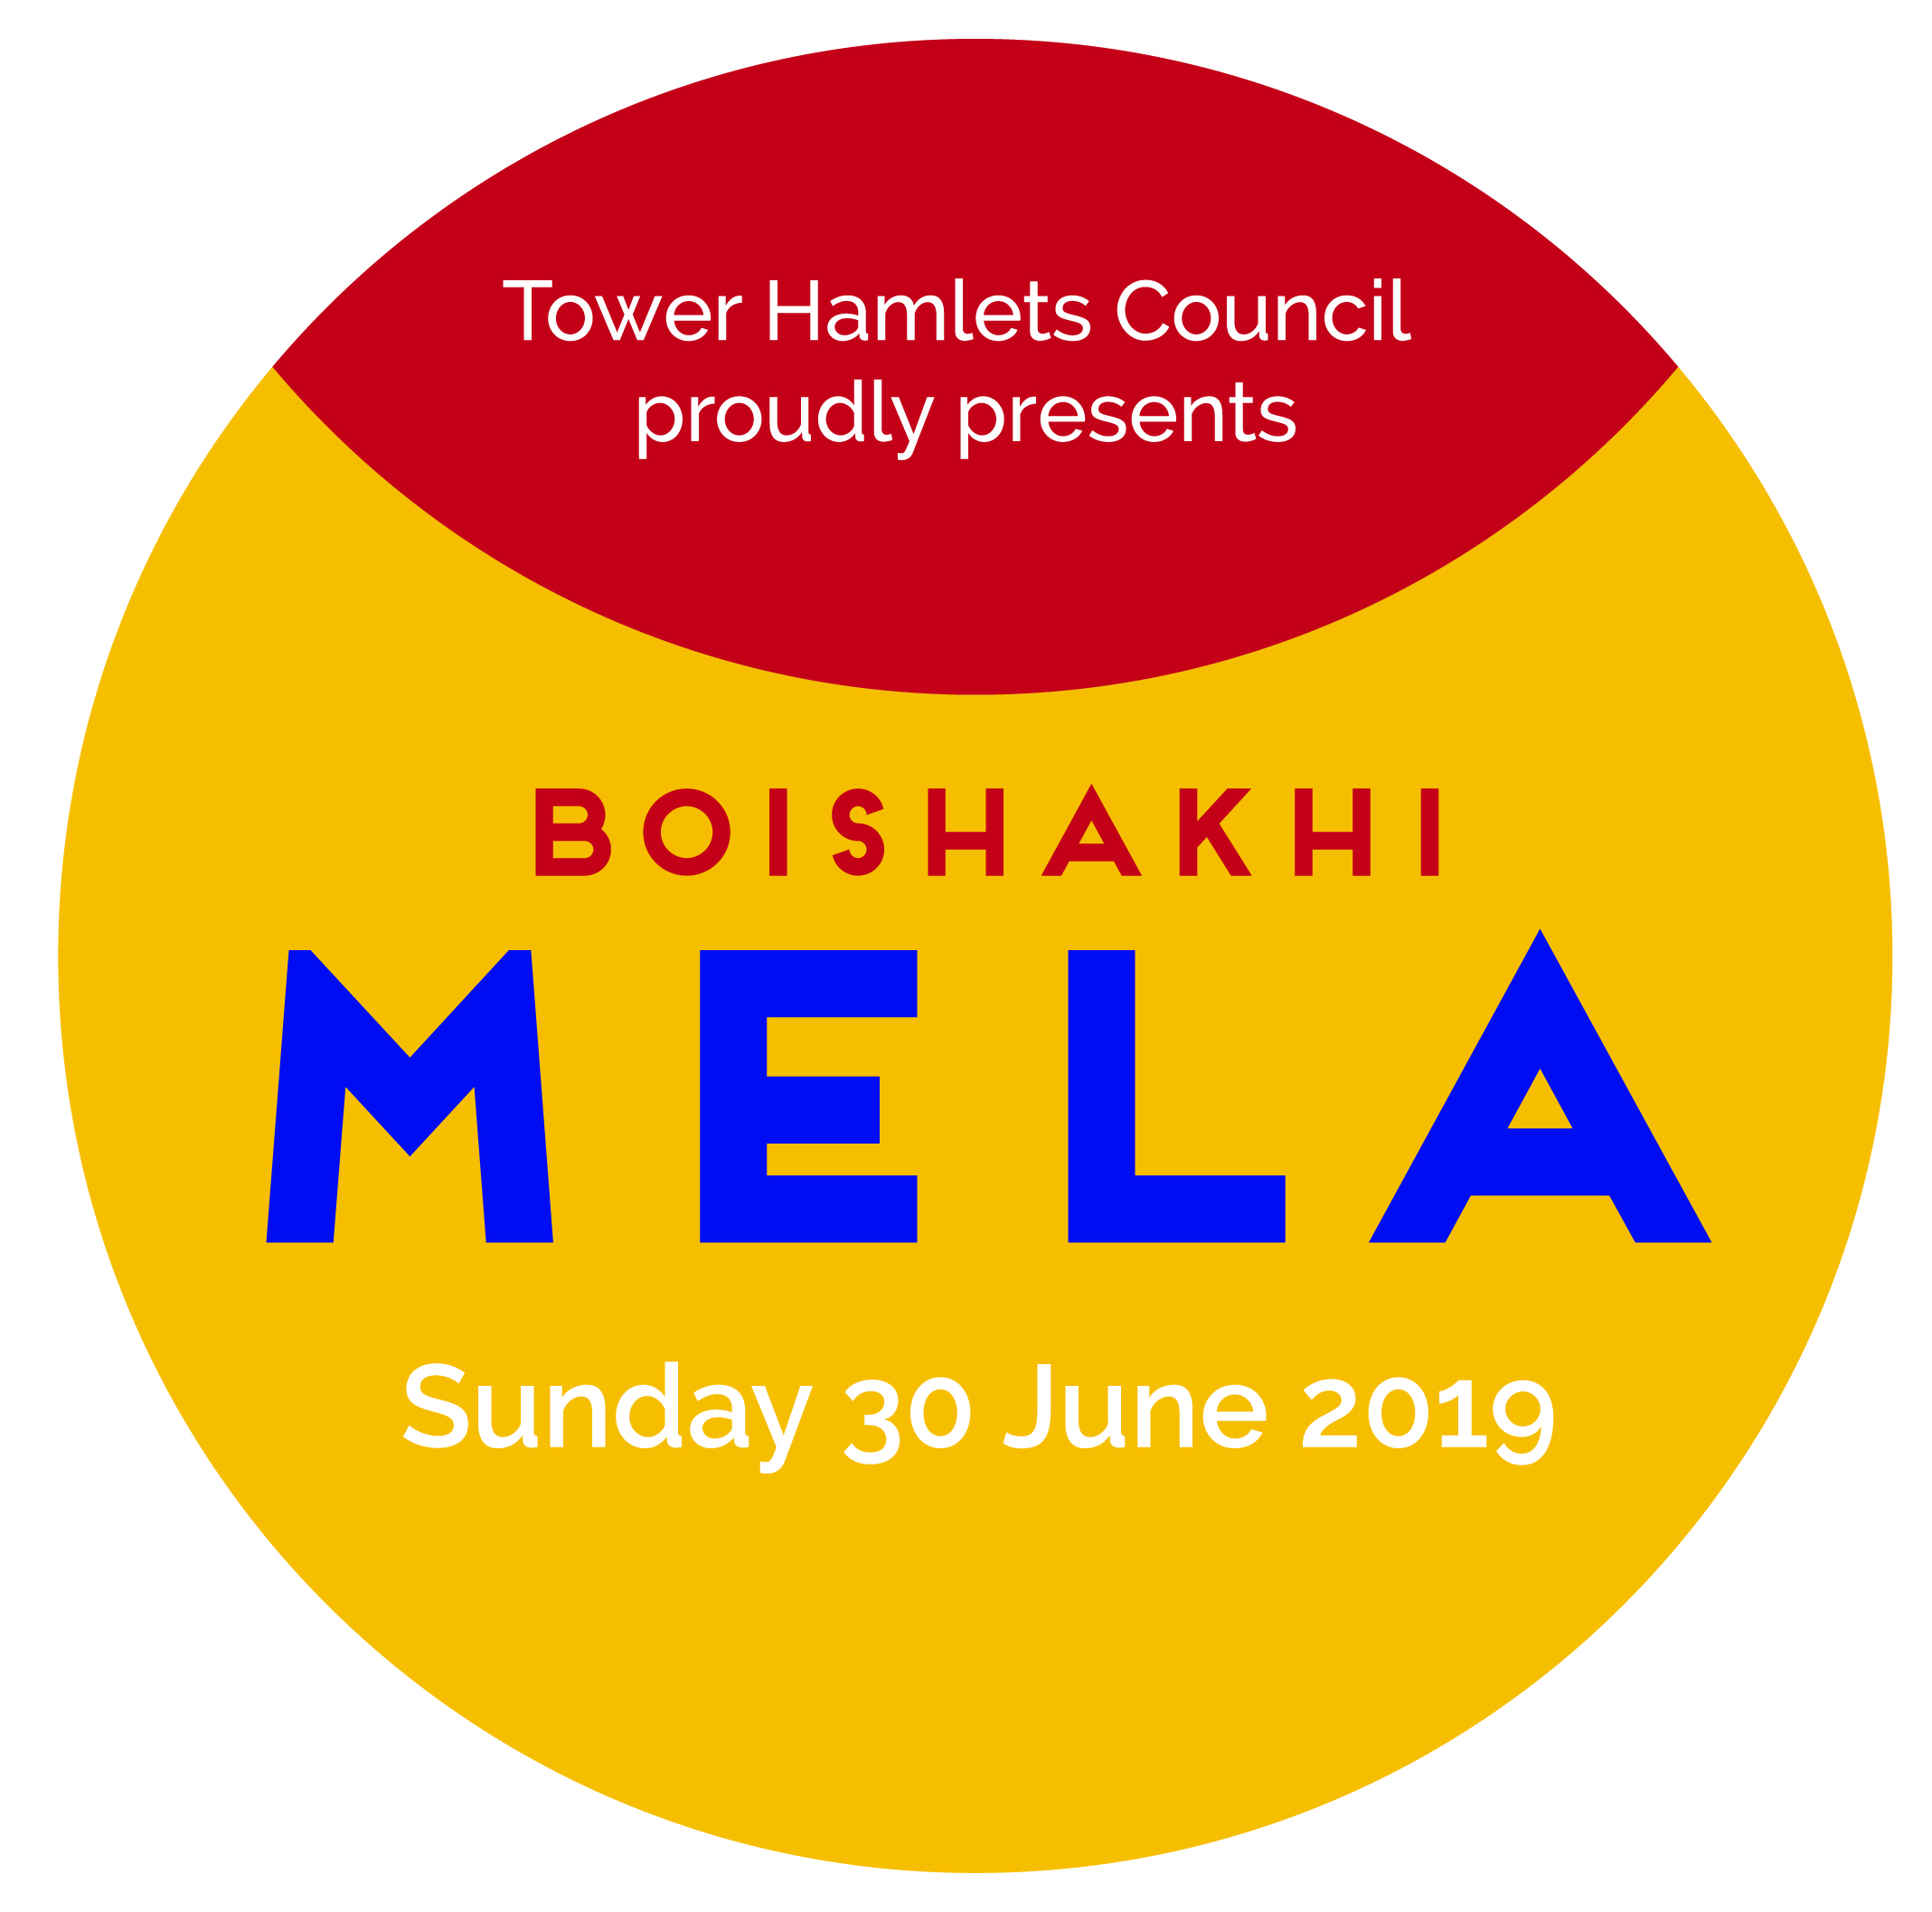 Tower Hamlets Council
proudly presents
BOISHAKHI
MELA
Sunday 30 June 2019